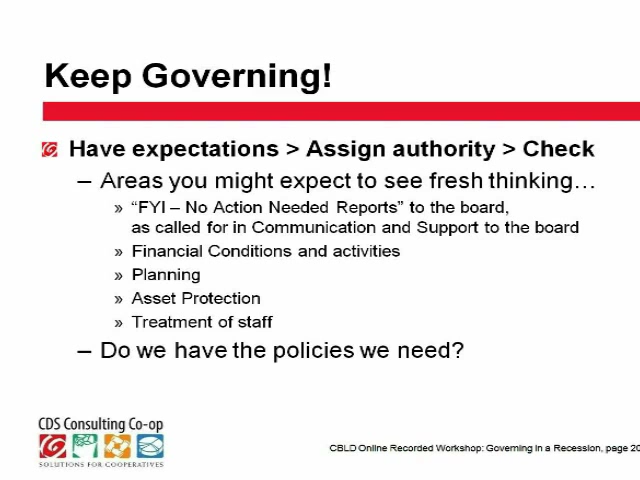 Keep Governing!
Have expectations > Assign authority > Check
– Areas you might expect to see fresh thinking…
» “FYI – No Action Needed Reports” to the board,
as called for in Communication and Support to the board
» Financial Conditions and activities
» Planning
» Asset Protection
» Treatment of staff
– Do we have the policies we need?
CDS Consulting Co-op
SOLUTIONS FOR COOPERATIVES
CBLD Online Recorded Workshop: Governing in a Recession, page 20